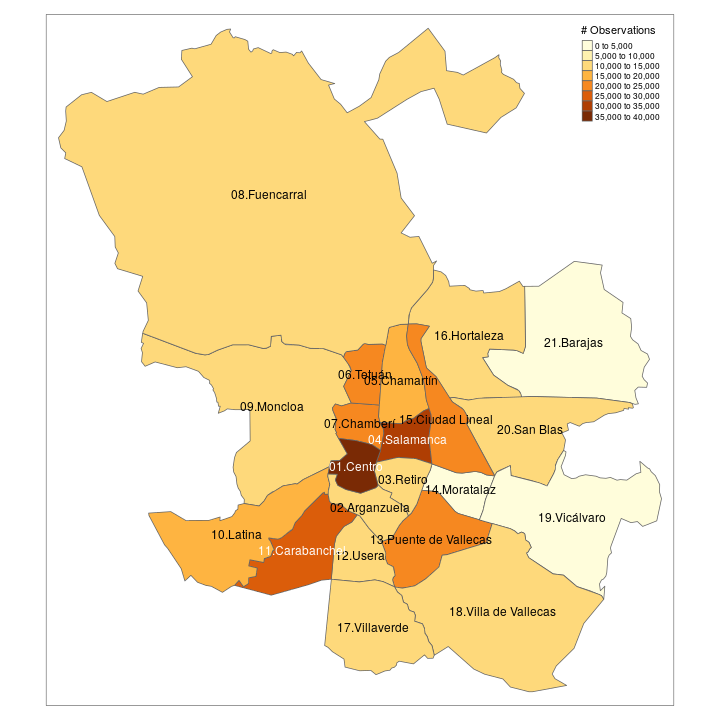 # Observations
0 to 5,000
5,000 to 10,000
10,000 to 15,000
15,000 to 20,000
20,000 to 25,000
25,000 to 30,000
30,000 to 35,000
35,000 to 40,000
08.Fuencarral
16.Hortaleza
21.Barajas
06.Tetuán
05.Chamartín
09.Moncloa
07.Chamberí
15.Ciudad Lineal
20.San Blas
04.Salamanca
01.Centro
03.Retiro
14.Moratalaz
02.Arganzuela
19.Vicálvaro
10.Latina
13.Puente de Vallecas
11.Carabanchel
12.Usera
18.Villa de Vallecas
17.Villaverde